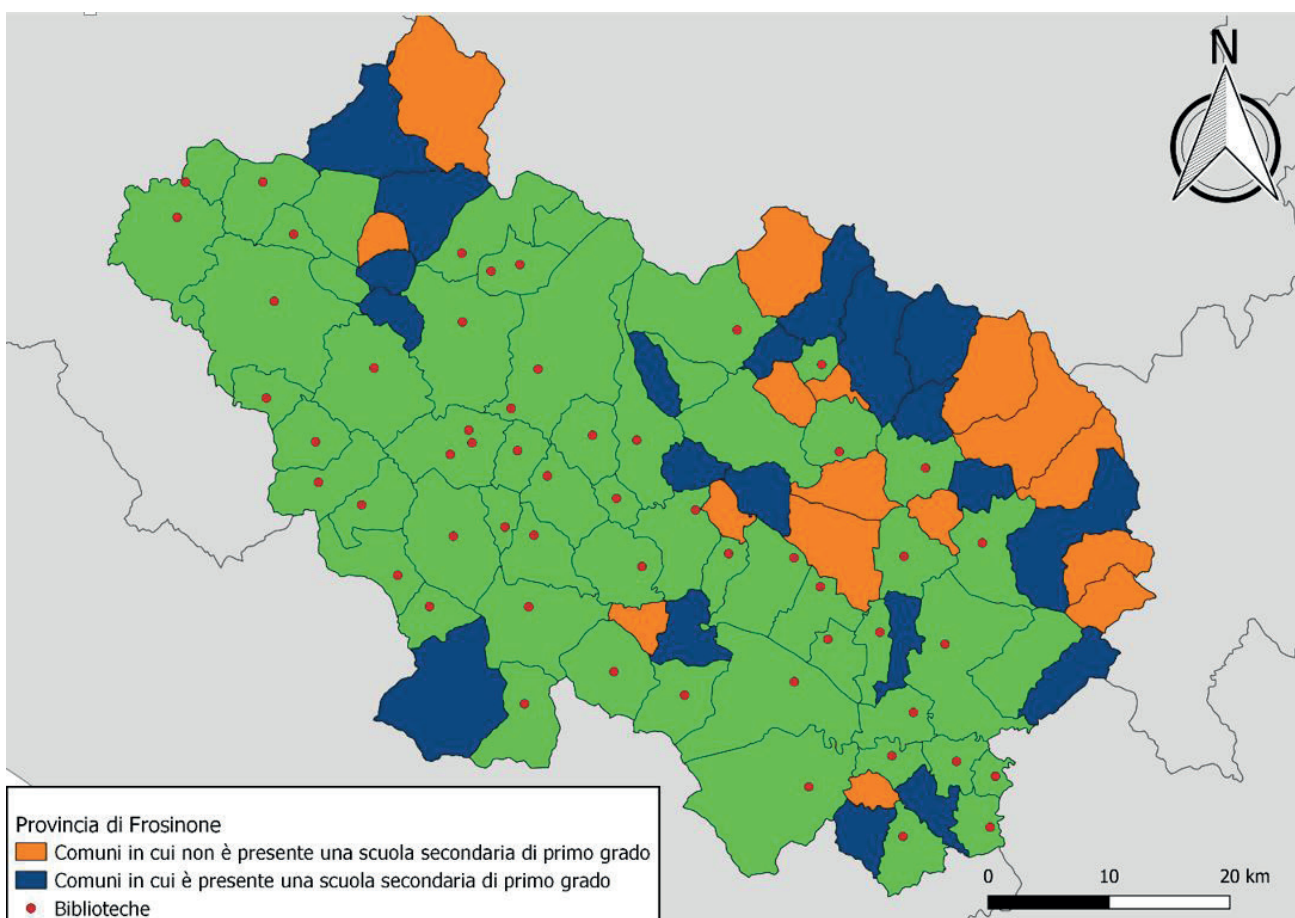 N
Provincia di Frosinone
Comuni in cui non è presente una scuola secondaria di primo grado
Comuni in cui è presente una scuola secondaria di primo grado
Biblioteche
0 10 20 km